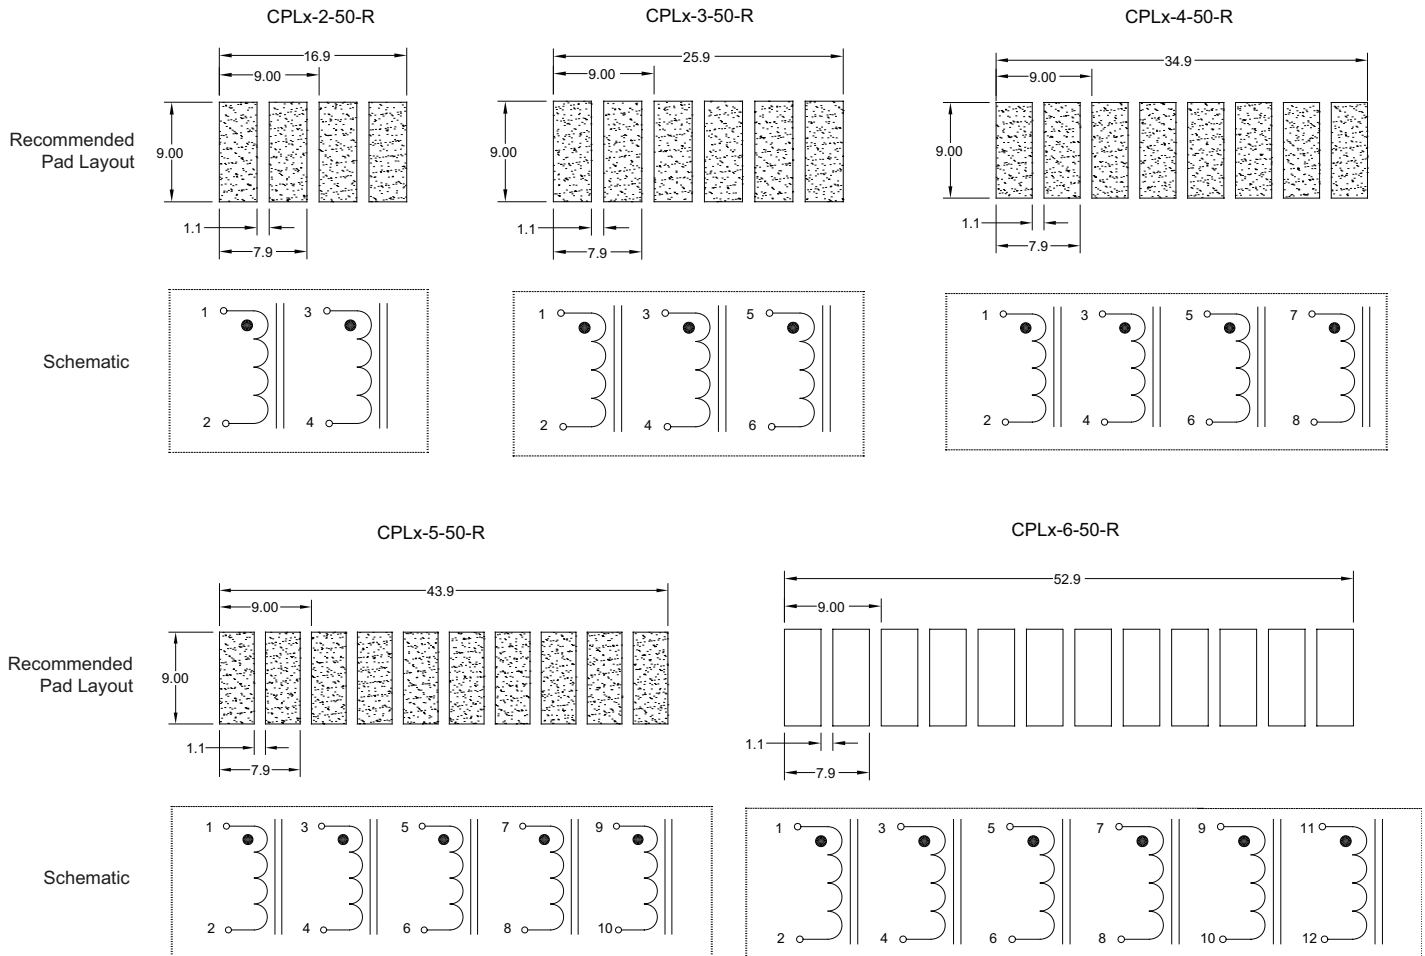 CPLx-2-50-R
CPLx-3-50-R
CPLx-4-50-R
Recommended
Pad Layout
16.9
9.00
9.00
1.1
7.9
25.9
9.00
9.00
1.1
7.9
34.9
9.00
9.00
1.1
7.9
Schematic
1 3
2 4
1 3 5
2 4 6
1 3 5 7
2 4 6 8
CPLx-5-50-R
CPLx-6-50-R
Recommended
Pad Layout
43.9
9.00
9.00
1.1
7.9
52.9
9.00
1.1
7.9
Schematic
1 3 5 7 9
2 4 6 8 10
1 3 5 7 9 11
2 4 6 8 10 12